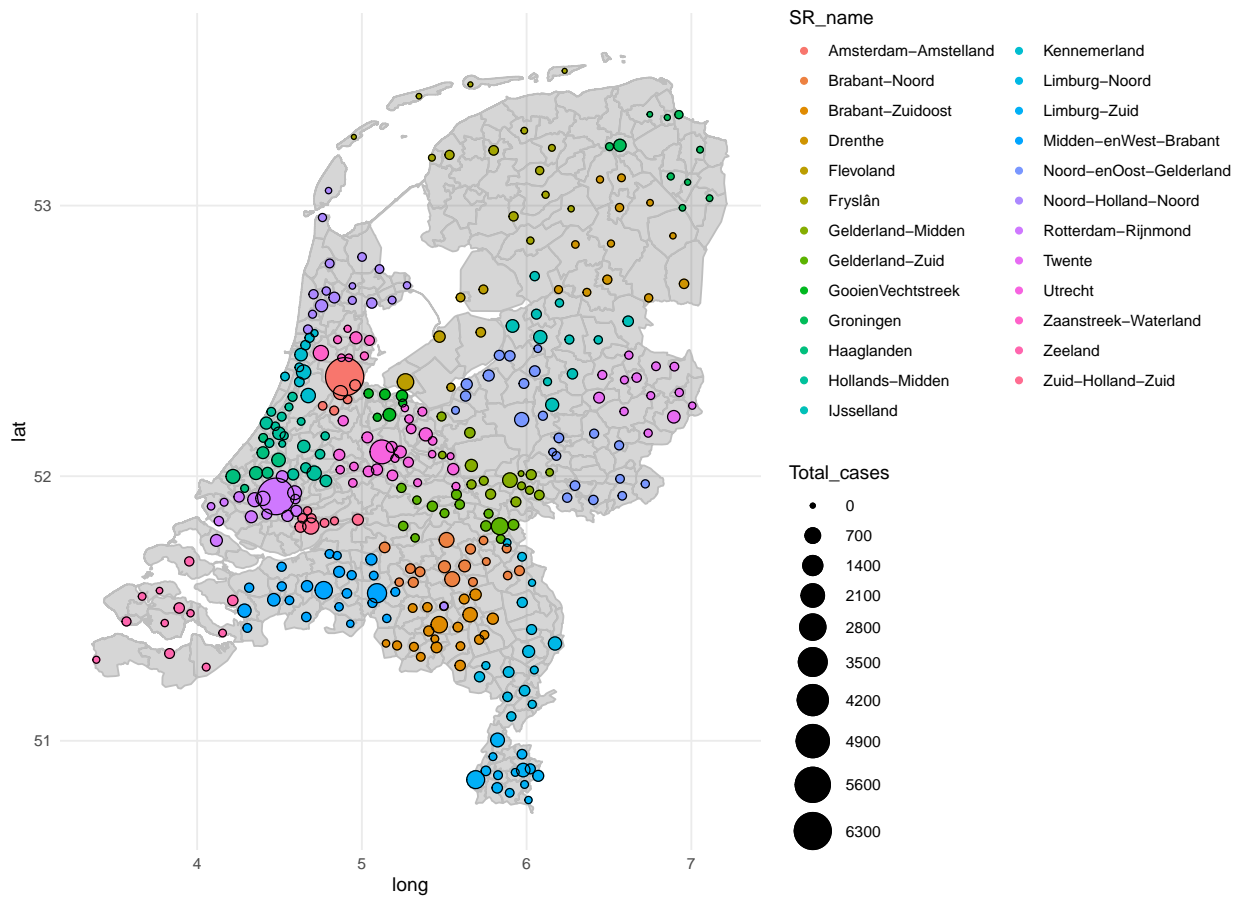 SR_name
Amsterdam−Amstelland
Brabant−Noord
Brabant−Zuidoost
Drenthe
Flevoland
Fryslân
Gelderland−Midden
Gelderland−Zuid
GooienVechtstreek
Groningen
Haaglanden
Hollands−Midden
IJsselland
Kennemerland
Limburg−Noord
Limburg−Zuid
Midden−enWest−Brabant
Noord−enOost−Gelderland
Noord−Holland−Noord
Rotterdam−Rijnmond
Twente
Utrecht
Zaanstreek−Waterland
Zeeland
Zuid−Holland−Zuid
Total_cases
0
700
1400
2100
2800
3500
4200
4900
5600
6300
lat
53
52
51
4 5 6 7
long